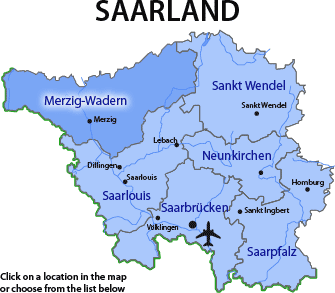 SAARLAND
Sankt Wendel
Merzig-Wadern
Sankt Wendel
Merzig
Lebach
Neunkirchen
Dillingen
Saarlouis
Homburg
Saarlouis
Saarbrücken
Sankt Ingbert
Völklingen
Saarpfalz
Click on a location in the map
or choose from the list below